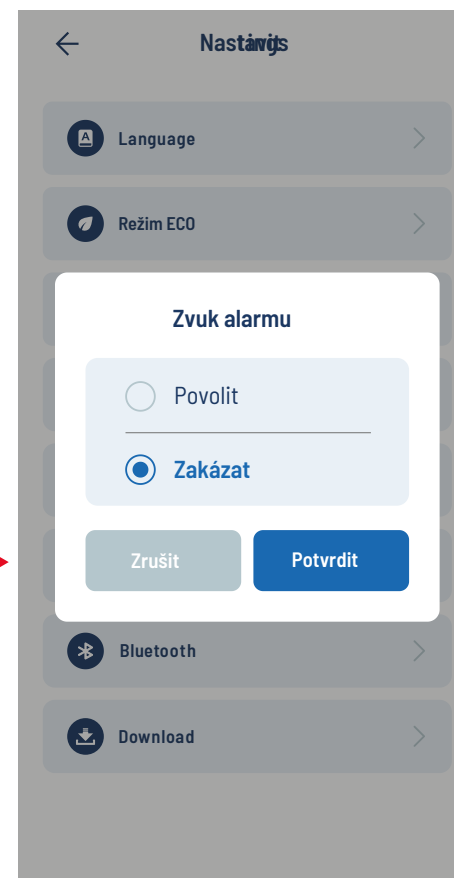 Language
Režim ECO
Zvuk alarmu
Povolit
Zakázat
Zrušit
Potvrdit
Bluetooth
Download